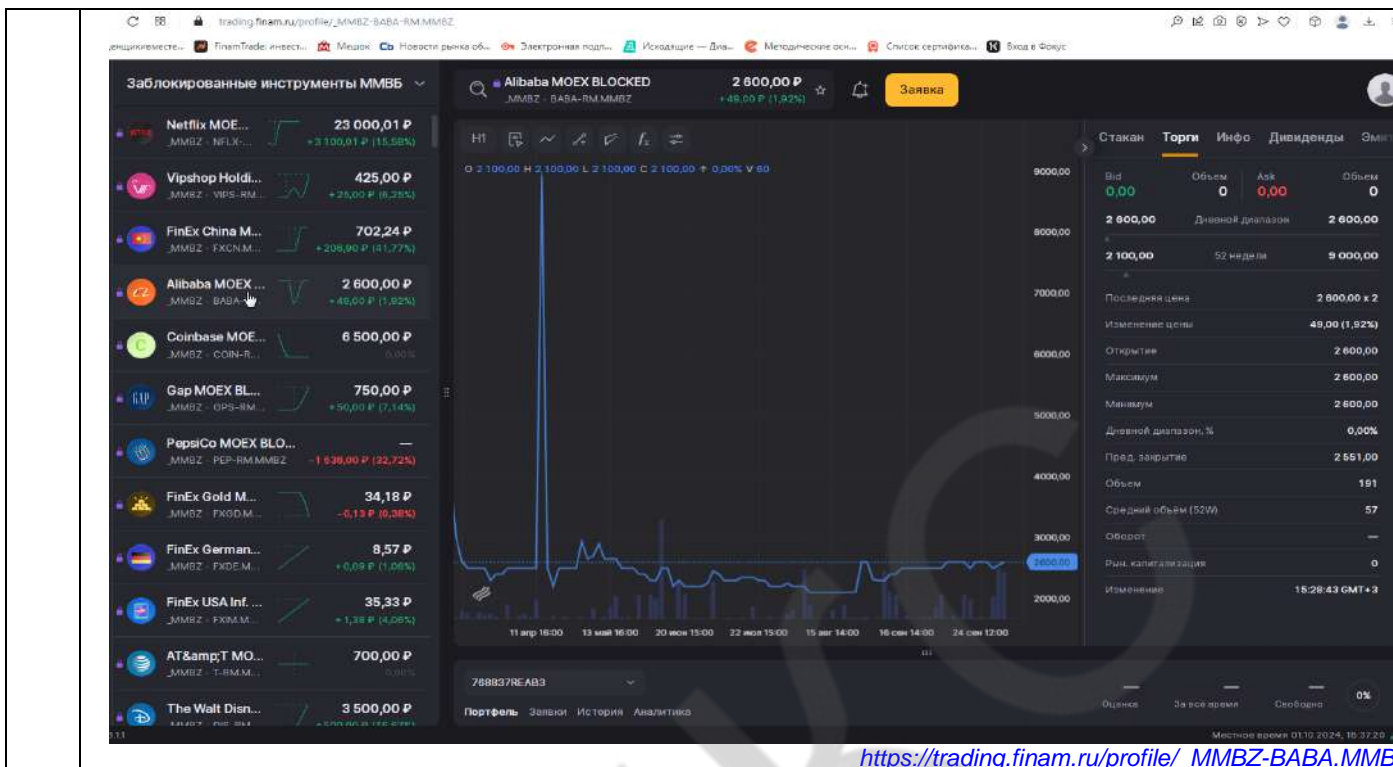 trading.finam.ru/profile/_MMBZ-BABA-RM.MMBZ
FinamTrade: инвест... Мешок Новости рынка об... Электронная подп... Исходящие — Диа... Методические осн... Список сертифика... Вход в Фокус
Заблокированные инструменты ММВБ
Alibaba MOEX BLOCKED
_MMBZ · BABA-RM.MMBZ
2 600,00 ₽
+49,00 ₽ (1,92%)
Заявка
Netflix MOE... 23 000,01 ₽
_MMBZ · NFLX-... +3 100,01 ₽ (15,58%)
Vipshop Holdi... 425,00 ₽
_MMBZ · VIPS-RM... +25,00 ₽ (6,25%)
FinEx China M... 702,24 ₽
_MMBZ · FXCN.M... +206,90 ₽ (41,77%)
Alibaba MOEX ... 2 600,00 ₽
_MMBZ · BABA-... +49,00 ₽ (1,92%)
Coinbase MOE... 6 500,00 ₽
_MMBZ · COIN-R... 0,00%
Gap MOEX BL... 750,00 ₽
_MMBZ · GPS-RM... +50,00 ₽ (7,14%)
PepsiCo MOEX BLO... —
_MMBZ · PEP-RM.MMBZ -1 638,00 ₽ (32,72%)
FinEx Gold M... 34,18 ₽
_MMBZ · FXGD.M... -0,13 ₽ (0,38%)
FinEx German... 8,57 ₽
_MMBZ · FXDE.M... +0,09 ₽ (1,06%)
FinEx USA Inf. ... 35,33 ₽
_MMBZ · FXIM.M... +1,38 ₽ (4,06%)
AT&amp;T MO... 700,00 ₽
_MMBZ · T-RM.M... 0,00%
The Walt Disn... 3 500,00 ₽
H1
O 2 100,00 H 2 100,00 L 2 100,00 C 2 100,00 0,00% V 60
9000,00
8000,00
7000,00
6000,00
5000,00
4000,00
3000,00
2600,00
2000,00
11 апр 16:00 13 май 16:00 20 июн 15:00 22 июл 15:00 15 авг 14:00 16 сен 14:00 24 сен 12:00
Стакан Торги Инфо Дивиденды Эми
Bid Объем Ask Объем
0,00 0 0,00 0
2 600,00 Дневной диапазон 2 600,00
2 100,00 52 недели 9 000,00
Последняя цена 2 600,00 x 2
Изменение цены 49,00 (1,92%)
Открытие 2 600,00
Максимум 2 600,00
Минимум 2 600,00
Дневной диапазон, % 0,00%
Пред. закрытие 2 551,00
Объем 191
Средний объём (52W) 57
Оборот —
Рын. капитализация 0
Изменение 15:28:43 GMT+3
768837REAB3
Портфель Заявки История Аналитика
— — —
Оценка За всё время Свободно 0%
Местное время 01.10.2024, 16:37:20
https://trading.finam.ru/profile/_MMBZ-BABA.MMB